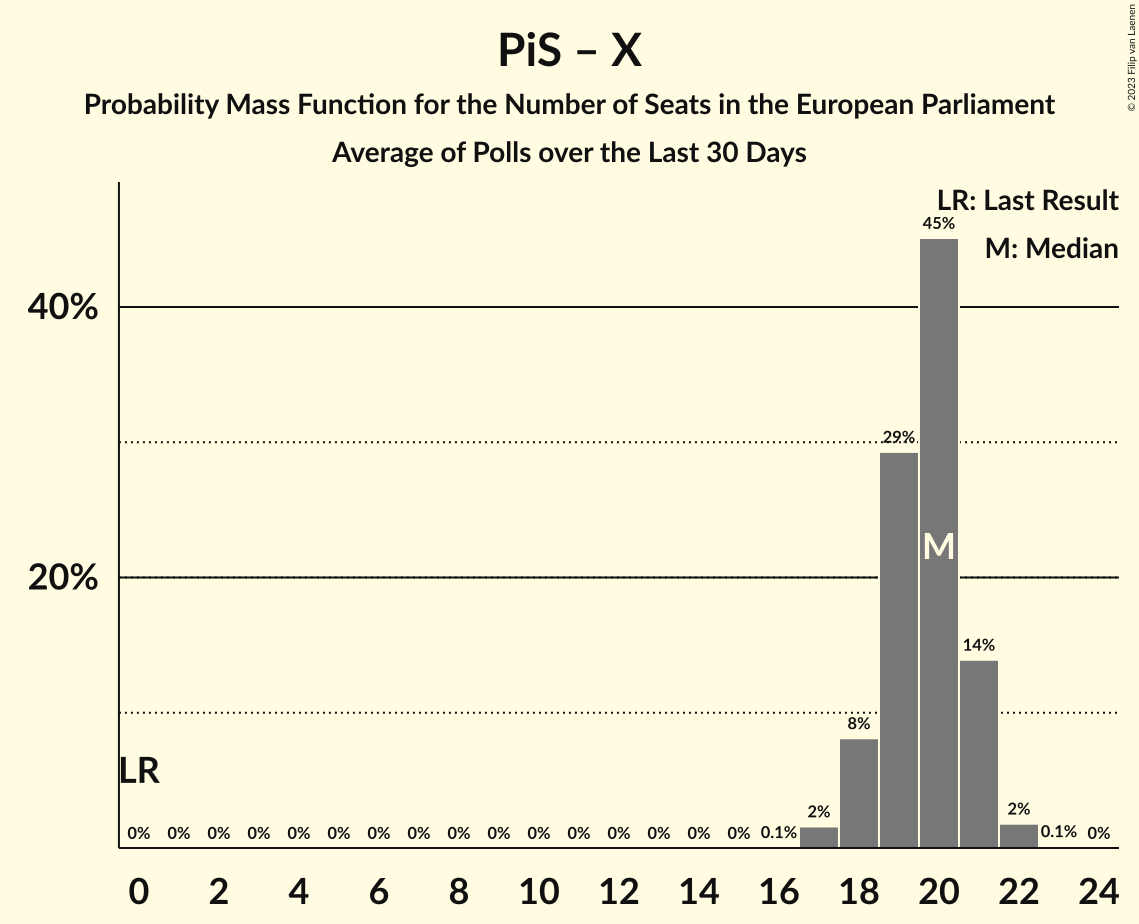 PiS – X
Probability Mass Function for the Number of Seats in the European Parliament
Average of Polls over the Last 30 Days
© 2023 Filip van Laenen
LR: Last Result
M: Median
45%
40%
29%
M
20%
14%
8%
LR
2%
2%
0% 0% 0% 0% 0% 0% 0% 0% 0% 0% 0% 0% 0% 0% 0% 0% 0.1% 0.1% 0%
0 2 4 6 8 10 12 14 16 18 20 22 24